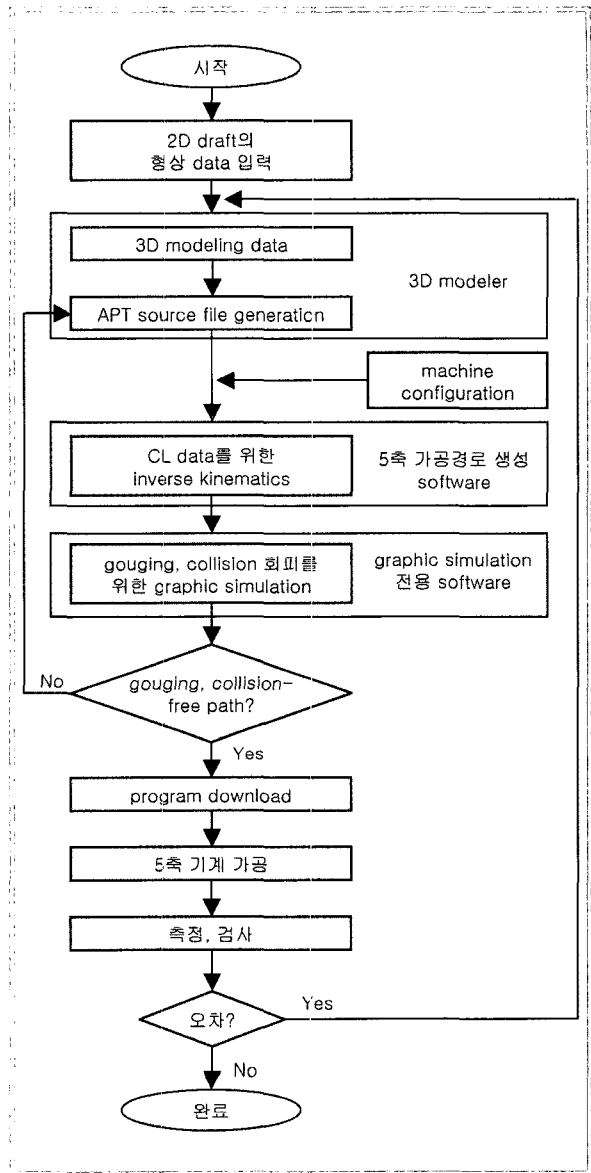 시작
2D draft의
형상 data 입력
3D modeling data
3D modeler
APT source file generation
machine
configuration
CL data를 위한
inverse kinematics
5축 가공경로 생성
software
gouging, collision 회피를
위한 graphic simulation
graphic simulation
전용 software
No
gouging, collision-
free path?
Yes
program download
5축 기계 가공
측정, 검사
오차?
Yes
No
완료